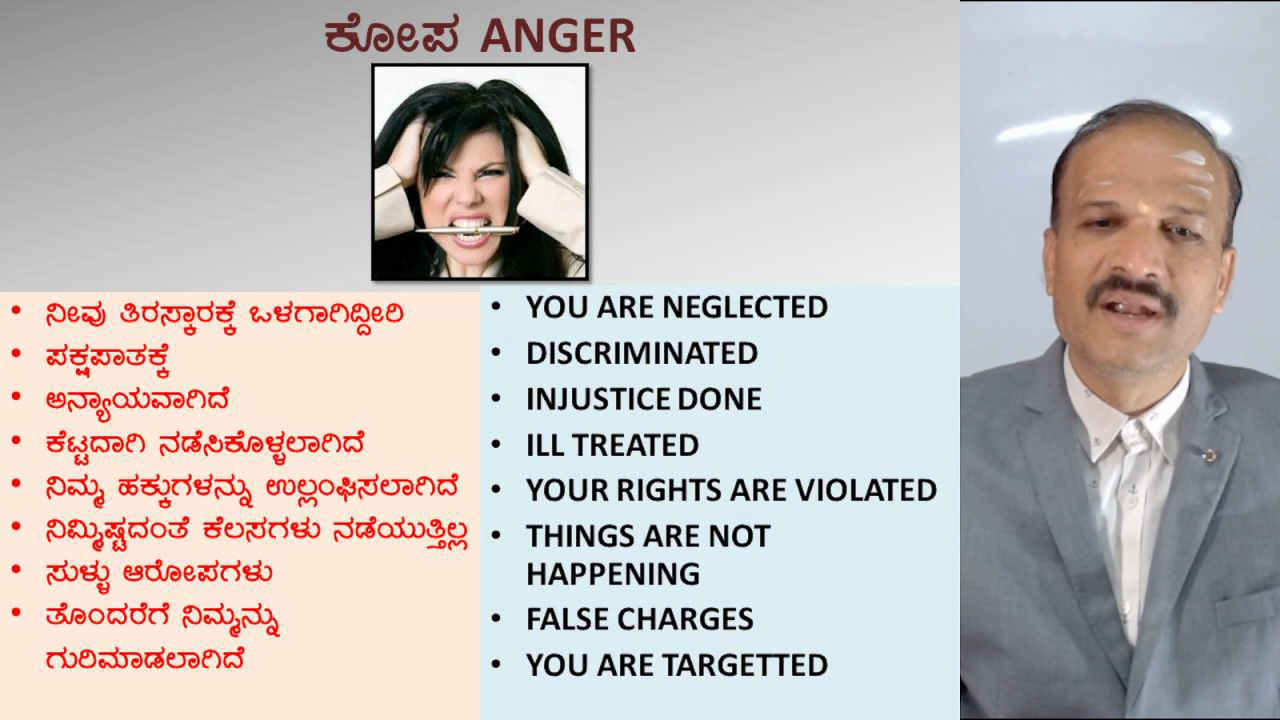 ಕೋಪ ANGER
• ನೀವು ತಿರಸ್ಕಾರಕ್ಕೆ ಒಳಗಾಗಿದ್ದೀರಿ
• ಪಕ್ಷಪಾತಕ್ಕೆ
• ಅನ್ಯಾಯವಾಗಿದೆ
• ಕೆಟ್ಟದಾಗಿ ನಡೆಸಿಕೊಳ್ಳಲಾಗಿದೆ
• ನಿಮ್ಮ ಹಕ್ಕುಗಳನ್ನು ಉಲ್ಲಂಘಿಸಲಾಗಿದೆ
• ನಿಮ್ಮಿಷ್ಟದಂತೆ ಕೆಲಸಗಳು ನಡೆಯುತ್ತಿಲ್ಲ
• ಸುಳ್ಳು ಆರೋಪಗಳು
• ತೊಂದರೆಗೆ ನಿಮ್ಮನ್ನು
ಗುರಿಮಾಡಲಾಗಿದೆ
• YOU ARE NEGLECTED
• DISCRIMINATED
• INJUSTICE DONE
• ILL TREATED
• YOUR RIGHTS ARE VIOLATED
• THINGS ARE NOT
HAPPENING
• FALSE CHARGES
• YOU ARE TARGETTED